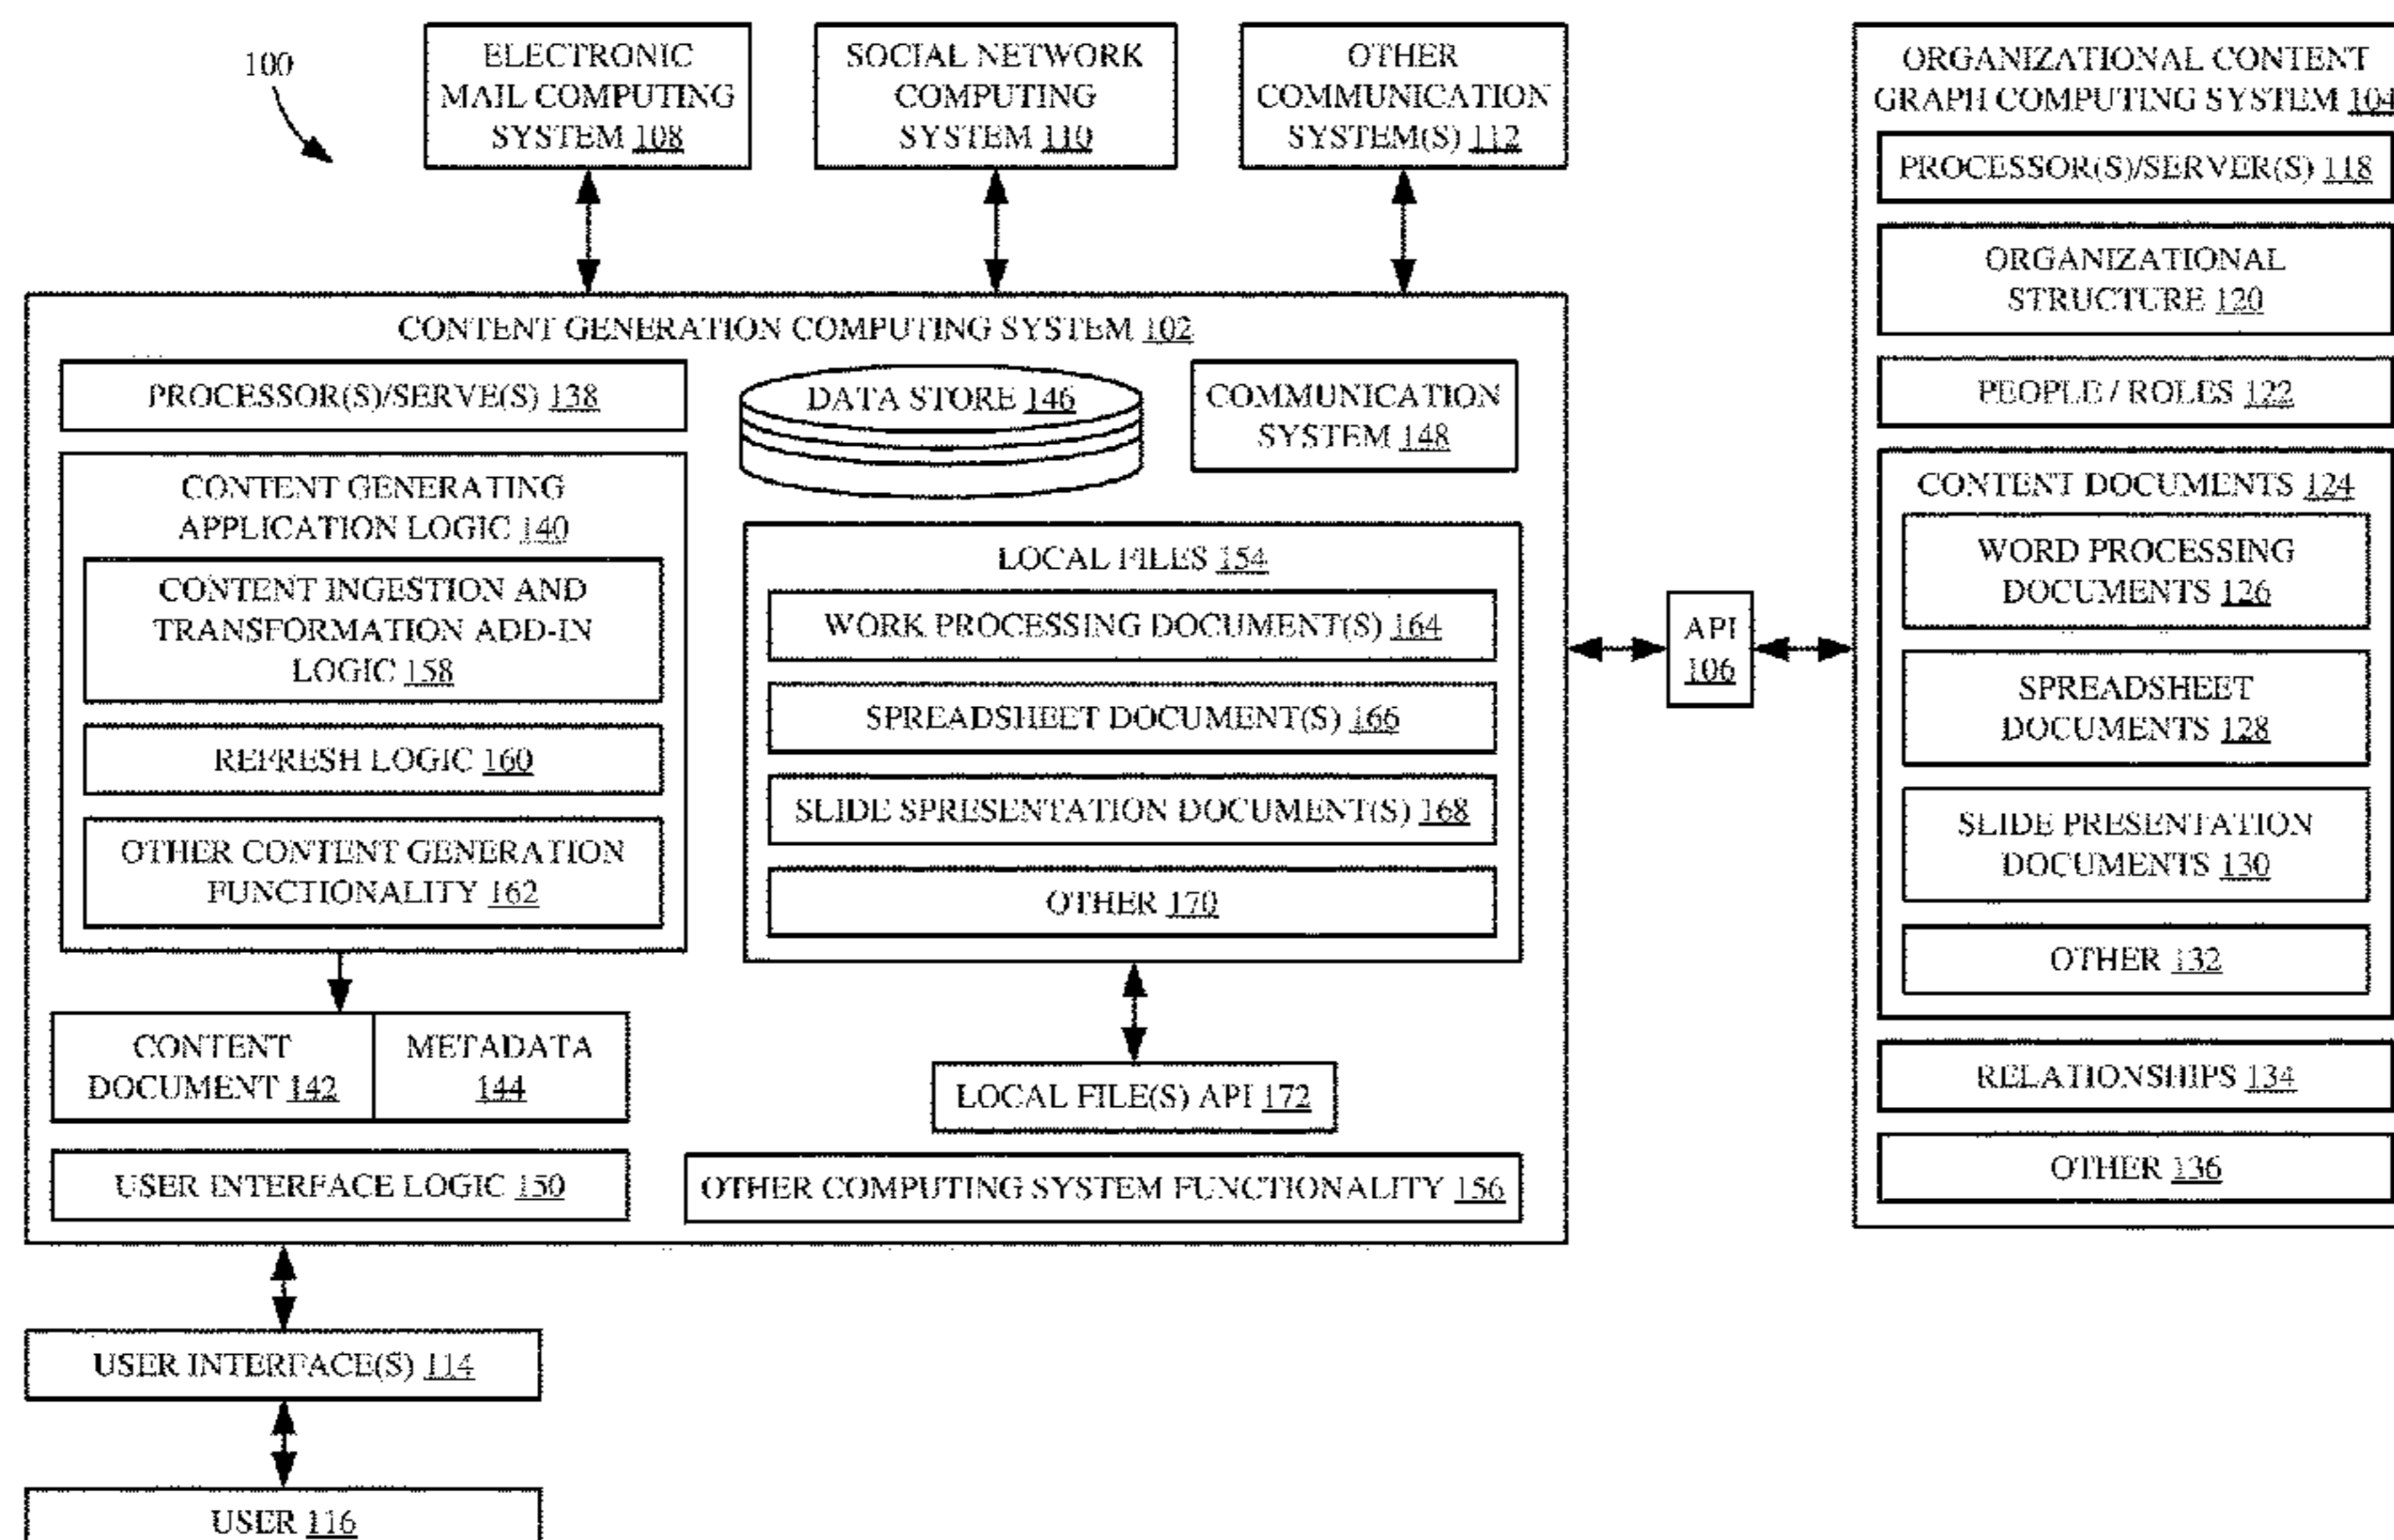 100
ELECTRONIC
MAIL COMPUTING
SYSTEM 108
SOCIAL NETWORK
COMPUTING
SYSTEM 110
OTHER
COMMUNICATION
SYSTEM(S) 112
CONTENT GENERATION COMPUTING SYSTEM 102
PROCESSOR(S)/SERVE(S) 138
CONTENT GENERATING
APPLICATION LOGIC 140
CONTENT INGESTION AND
TRANSFORMATION ADD-IN
LOGIC 158
REFRESH LOGIC 160
OTHER CONTENT GENERATION
FUNCTIONALITY 162
CONTENT
DOCUMENT 142
METADATA
144
USER INTERFACE LOGIC 150
DATA STORE 146
COMMUNICATION
SYSTEM 148
LOCAL FILES 154
WORK PROCESSING DOCUMENT(S) 164
SPREADSHEET DOCUMENT(S) 166
SLIDE SPRESENTATION DOCUMENT(S) 168
OTHER 170
LOCAL FILE(S) API 172
OTHER COMPUTING SYSTEM FUNCTIONALITY 156
API
106
ORGANIZATIONAL CONTENT
GRAPH COMPUTING SYSTEM 104
PROCESSOR(S)/SERVER(S) 118
ORGANIZATIONAL
STRUCTURE 120
PEOPLE / ROLES 122
CONTENT DOCUMENTS 124
WORD PROCESSING
DOCUMENTS 126
SPREADSHEET
DOCUMENTS 128
SLIDE PRESENTATION
DOCUMENTS 130
OTHER 132
RELATIONSHIPS 134
OTHER 136
USER INTERFACE(S) 114
USER 116